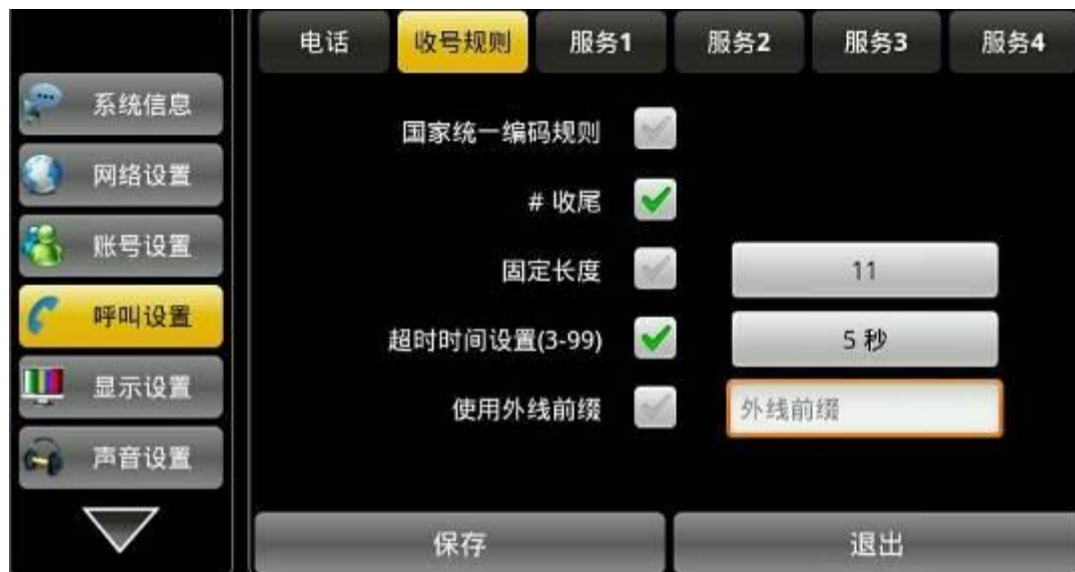 电话 收号规则 服务1 服务2 服务3 服务4
系统信息
网络设置
账号设置
呼叫设置
显示设置
声音设置
国家统一编码规则
# 收尾
固定长度 11
超时时间设置(3-99) 5 秒
使用外线前缀 外线前缀
保存 退出